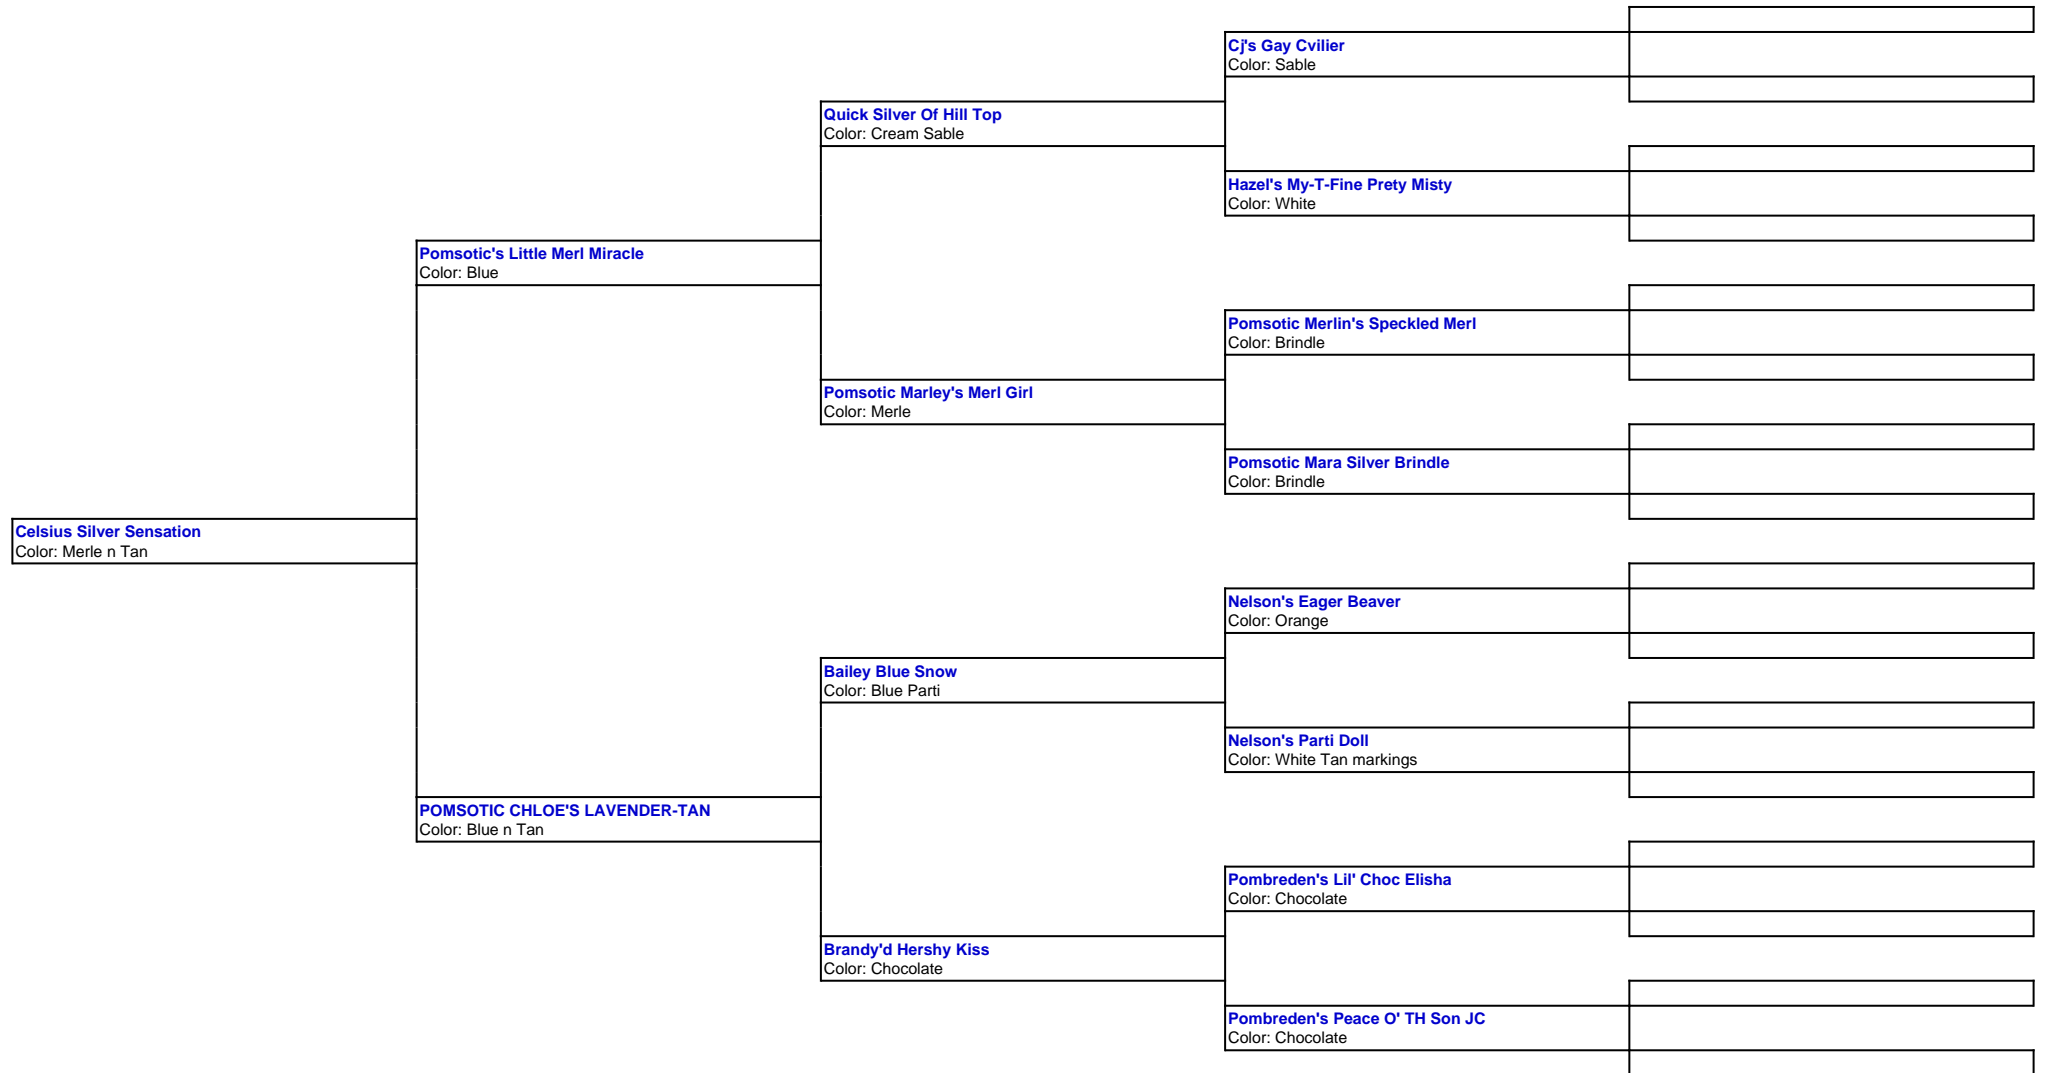 Cj's Gay Cvilier
Color: Sable
Quick Silver Of Hill Top
Color: Cream Sable
Hazel's My-T-Fine Prety Misty
Color: White
Pomsotic's Little Merl Miracle
Color: Blue
Pomsotic Merlin's Speckled Merl
Color: Brindle
Pomsotic Marley's Merl Girl
Color: Merle
Pomsotic Mara Silver Brindle
Color: Brindle
Celsius Silver Sensation
Color: Merle n Tan
Nelson's Eager Beaver
Color: Orange
Bailey Blue Snow
Color: Blue Parti
Nelson's Parti Doll
Color: White Tan markings
POMSOTIC CHLOE'S LAVENDER-TAN
Color: Blue n Tan
Pombreden's Lil' Choc Elisha
Color: Chocolate
Brandy'd Hershy Kiss
Color: Chocolate
Pombreden's Peace O' TH Son JC
Color: Chocolate